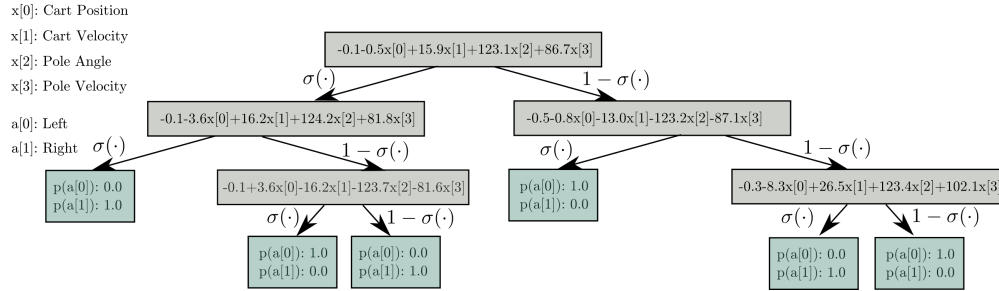 x[0]: Cart Position
x[1]: Cart Velocity
x[2]: Pole Angle
x[3]: Pole Velocity
a[0]: Left
a[1]: Right
-0.1-0.5x[0]+15.9x[1]+123.1x[2]+86.7x[3]
σ(·)
1 − σ(·)
-0.1-3.6x[0]+16.2x[1]+124.2x[2]+81.8x[3]
-0.5-0.8x[0]-13.0x[1]-123.2x[2]-87.1x[3]
σ(·)
1 − σ(·)
σ(·)
1 − σ(·)
p(a[0]): 0.0
p(a[1]): 1.0
-0.1+3.6x[0]-16.2x[1]-123.7x[2]-81.6x[3]
p(a[0]): 1.0
p(a[1]): 0.0
-0.3-8.3x[0]+26.5x[1]+123.4x[2]+102.1x[3]
σ(·)
1 − σ(·)
σ(·)
1 − σ(·)
p(a[0]): 1.0
p(a[1]): 0.0
p(a[0]): 0.0
p(a[1]): 1.0
p(a[0]): 0.0
p(a[1]): 1.0
p(a[0]): 1.0
p(a[1]): 0.0